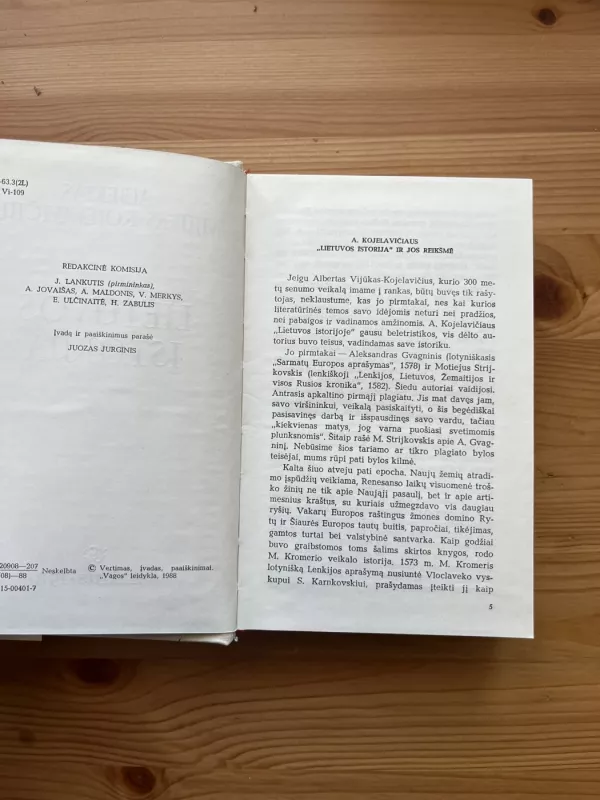 -63.3(2L)
Vi-109
REDAKCINĖ KOMISIJA
J. LANKUTIS (pirmininkas),
A. JOVAIŠAS, A. MALDONIS, V. MERKYS,
E. ULČINAITĖ, H. ZABULIS
Įvadą ir paaiškinimus parašė
JUOZAS JURGINIS
20908—207
(08)—88
Neskelbta
© Vertimas, įvadas, paaiškinimai.
„Vagos“ leidykla, 1988
15-00401-7
A. KOJELAVIČIAUS
„LIETUVOS ISTORIJA“ IR JOS REIKŠMĖ
Jeigu Albertas Vijūkas-Kojelavičius, kurio 300 me-
tų senumo veikalą imame į rankas, būtų buvęs tik rašy-
tojas, neklaustume, kas jo pirmtakai, nes kai kurios
literatūrinės temos savo idėjomis neturi nei pradžios,
nei pabaigos ir vadinamos amžinomis. A. Kojelavičiaus
„Lietuvos istorijoje“ gausu beletristikos, vis dėlto au-
torius buvo teisus, vadindamas save istoriku.
Jo pirmtakai — Aleksandras Gvagninis (lotyniškasis
„Sarmatų Europos aprašymas“, 1578) ir Motiejus Strij-
kovskis (lenkiškoji „Lenkijos, Lietuvos, Žemaitijos ir
visos Rusios kronika“, 1582). Šiedu autoriai vaidijosi.
Antrasis apkaltino pirmąjį plagiatu. Jis mat davęs jam,
savo viršininkui, veikalą pasiskaityti, o šis begėdiškai
pasisavinęs darbą ir išspausdinęs savo vardu, tačiau
„kiekvienas matys, jog varna puošiasi svetimomis
plunksnomis“. Šitaip rašė M. Strijkovskis apie A. Gvag-
ninį. Nebūsime šios tariamo ar tikro plagiato bylos
teisėjai, mums rūpi pati bylos kilmė.
Kalta šiuo atveju pati epocha. Naujų žemių atradi-
mo įspūdžių veikiama, Renesanso laikų visuomenė troš-
ko žinių ne tik apie Naująjį pasaulį, bet ir apie arti-
mesnius kraštus, su kuriais užmegzdavo vis daugiau
ryšių. Vakarų Europos raštingus žmones domino Ry-
tų ir Šiaurės Europos tautų buitis, papročiai, tikėjimas,
gamtos turtai bei valstybinė santvarka. Kaip godžiai
buvo graibstomos toms šalims skirtos knygos, rodo
M. Kromerio veikalo istorija. 1573 m. M. Kromeris
lotynišką Lenkijos aprašymą nusiuntė Vloclaveko vys-
kupui S. Karnkovskiui, prašydamas įteikti jį kaip
5